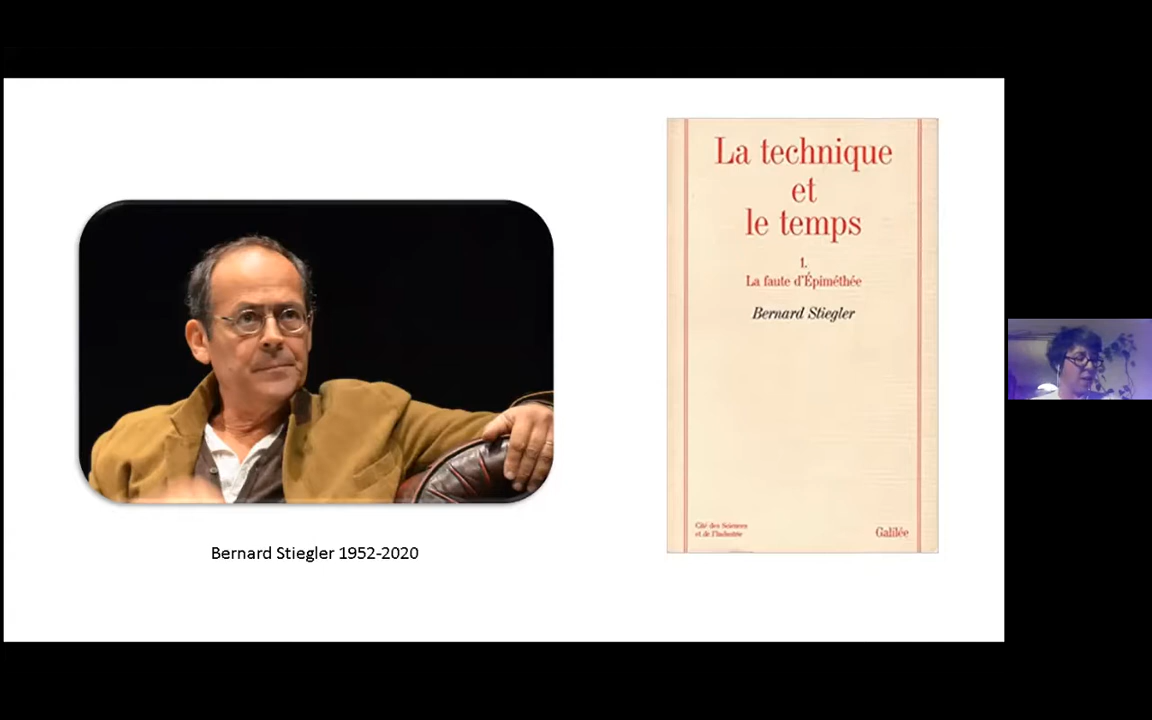 La technique
et
le temps
1.
La faute d'Épiméthée
Bernard Stiegler
Cité des Sciences
et de l'Industrie
Galilée
Bernard Stiegler 1952-2020